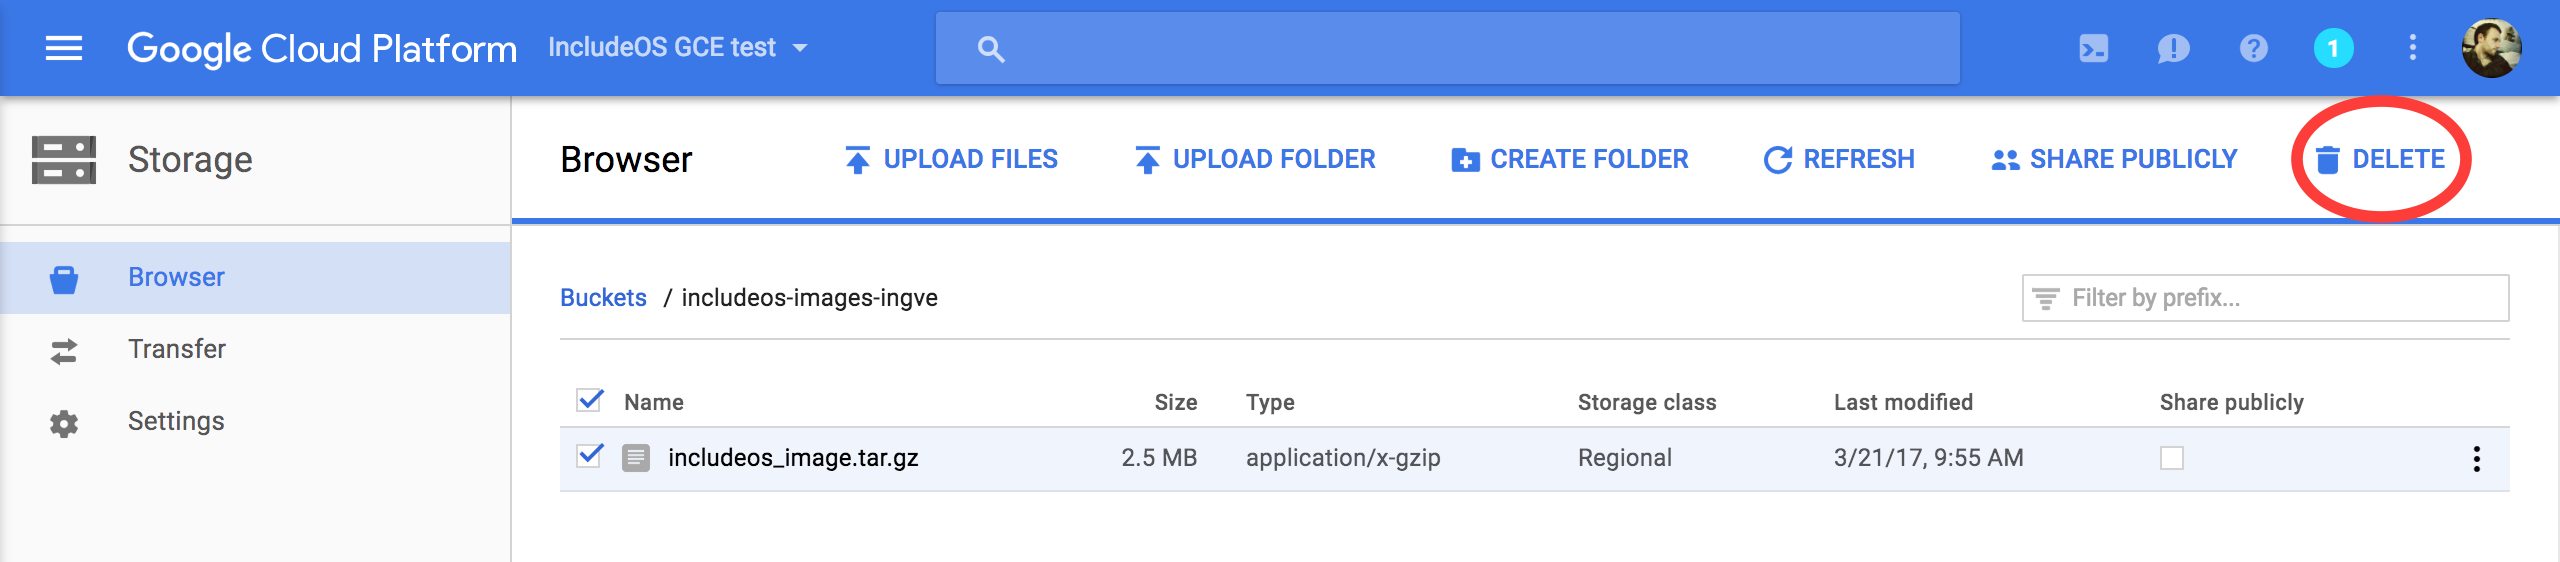 Google Cloud Platform IncludeOS GCE test 1
Storage
Browser UPLOAD FILES UPLOAD FOLDER CREATE FOLDER REFRESH SHARE PUBLICLY DELETE
Browser
Transfer
Settings
Buckets / includeos-images-ingve
Filter by prefix...
Name Size Type Storage class Last modified Share publicly
includeos_image.tar.gz 2.5 MB application/x-gzip Regional 3/21/17, 9:55 AM